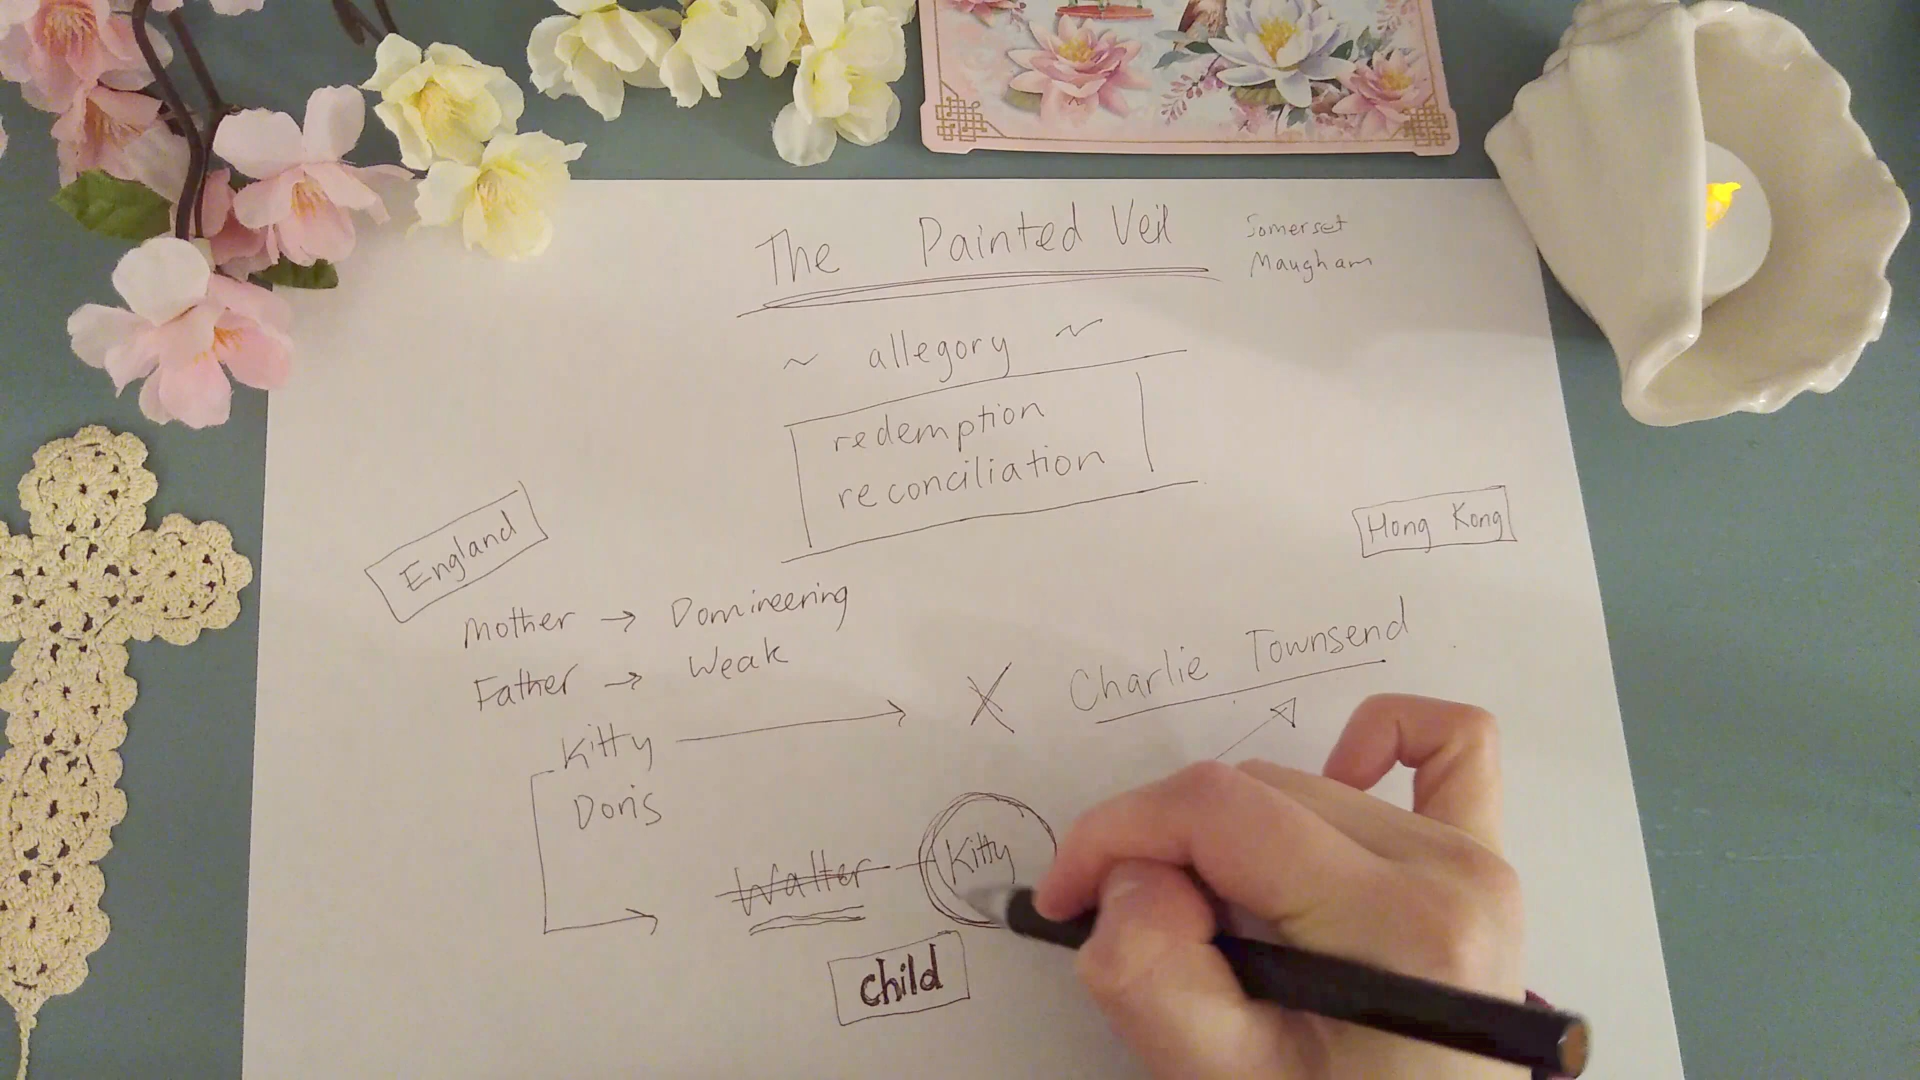 The Painted Veil
Somerset
Maugham
~ allegory ~
redemption
reconciliation
England
Hong Kong
Mother → Domineering
Father → Weak
Kitty → X Charlie Townsend
Doris
Walter Kitty
child